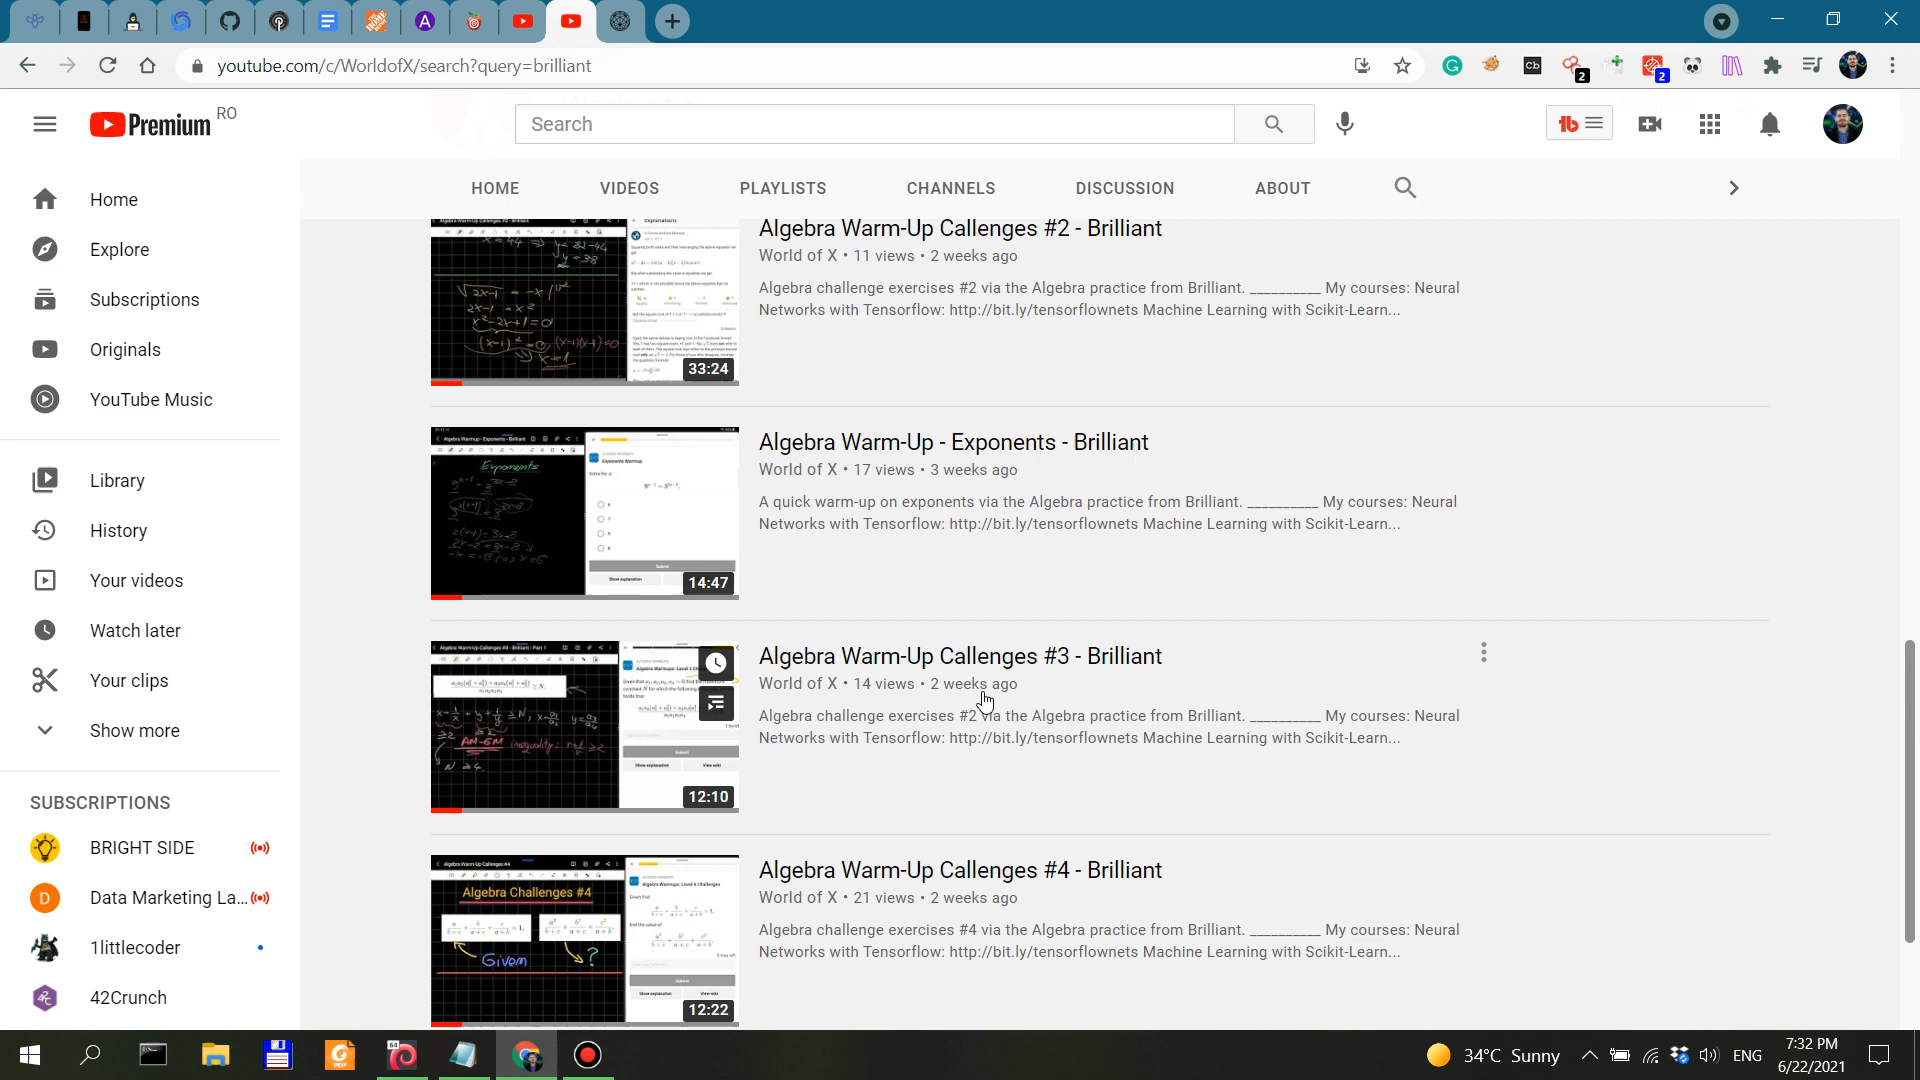 youtube.com/c/WorldofX/search?query=brilliant
Premium RO
Search
HOME VIDEOS PLAYLISTS CHANNELS DISCUSSION ABOUT
Home
Explore
Subscriptions
Originals
YouTube Music
Library
History
Your videos
Watch later
Your clips
Show more
SUBSCRIPTIONS
BRIGHT SIDE
Data Marketing La...
1littlecoder
42Crunch
Algebra Warm-Up Callenges #2 - Brilliant
World of X • 11 views • 2 weeks ago
Algebra challenge exercises #2 via the Algebra practice from Brilliant. __________ My courses: Neural
Networks with Tensorflow: http://bit.ly/tensorflownets Machine Learning with Scikit-Learn...
33:24
Algebra Warm-Up - Exponents - Brilliant
World of X • 17 views • 3 weeks ago
A quick warm-up on exponents via the Algebra practice from Brilliant. __________ My courses: Neural
Networks with Tensorflow: http://bit.ly/tensorflownets Machine Learning with Scikit-Learn...
Exponents
14:47
Algebra Warm-Up Callenges #3 - Brilliant
World of X • 14 views • 2 weeks ago
Algebra challenge exercises #2 via the Algebra practice from Brilliant. __________ My courses: Neural
Networks with Tensorflow: http://bit.ly/tensorflownets Machine Learning with Scikit-Learn...
12:10
Algebra Warm-Up Callenges #4 - Brilliant
World of X • 21 views • 2 weeks ago
Algebra challenge exercises #4 via the Algebra practice from Brilliant. __________ My courses: Neural
Networks with Tensorflow: http://bit.ly/tensorflownets Machine Learning with Scikit-Learn...
Algebra Challenges #4
Given
?
12:22
34°C Sunny
ENG
7:32 PM
6/22/2021